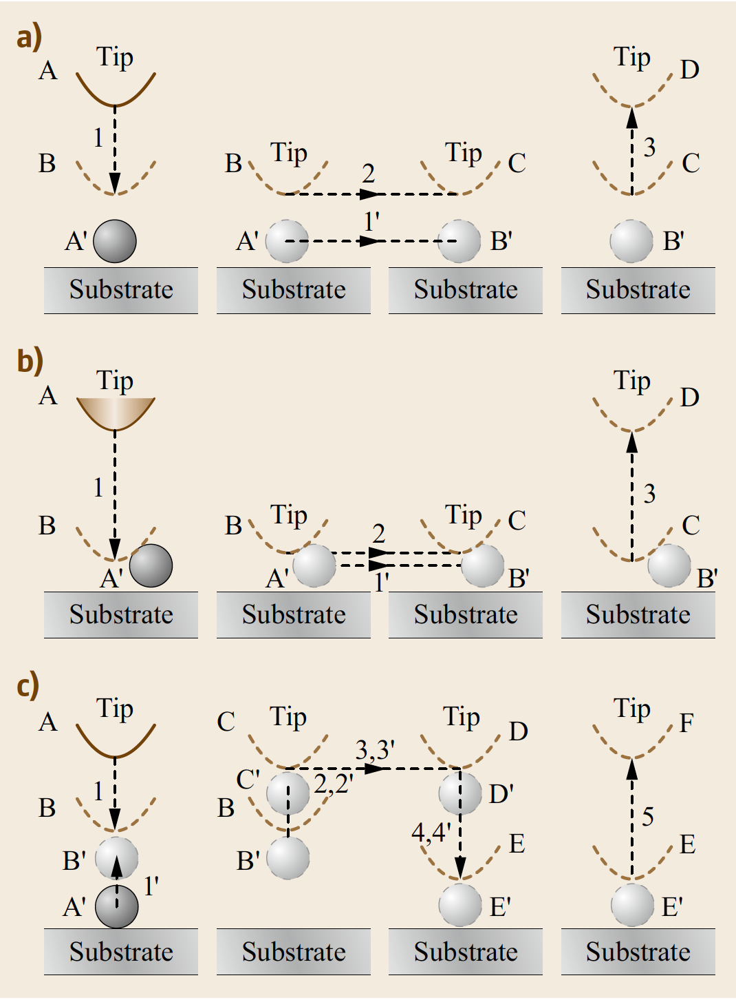 a)
Tip Tip
A D
1 3
B B Tip Tip C C
2
A' A' 1' B' B'
Substrate Substrate Substrate Substrate
b)
Tip Tip
A D
1 3
B B Tip Tip C C
2
A' A' 1' B' B'
Substrate Substrate Substrate Substrate
c)
A Tip C Tip Tip D Tip F
3,3'
1 C' 2,2' D'
B B 4,4' E 5 E
B' B'
1'
A' E' E'
Substrate Substrate Substrate Substrate